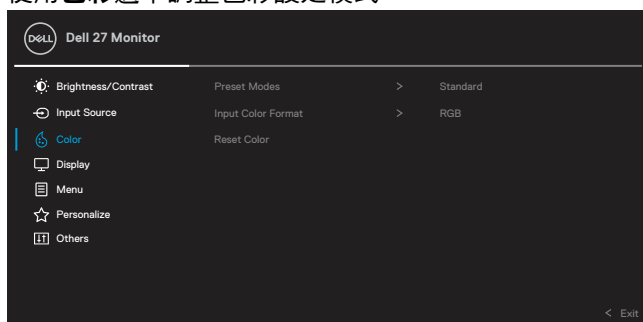 DELL Dell 27 Monitor
Brightness/Contrast Preset Modes > Standard
Input Source Input Color Format > RGB
Color Reset Color
Display
Menu
Personalize
Others
< Exit